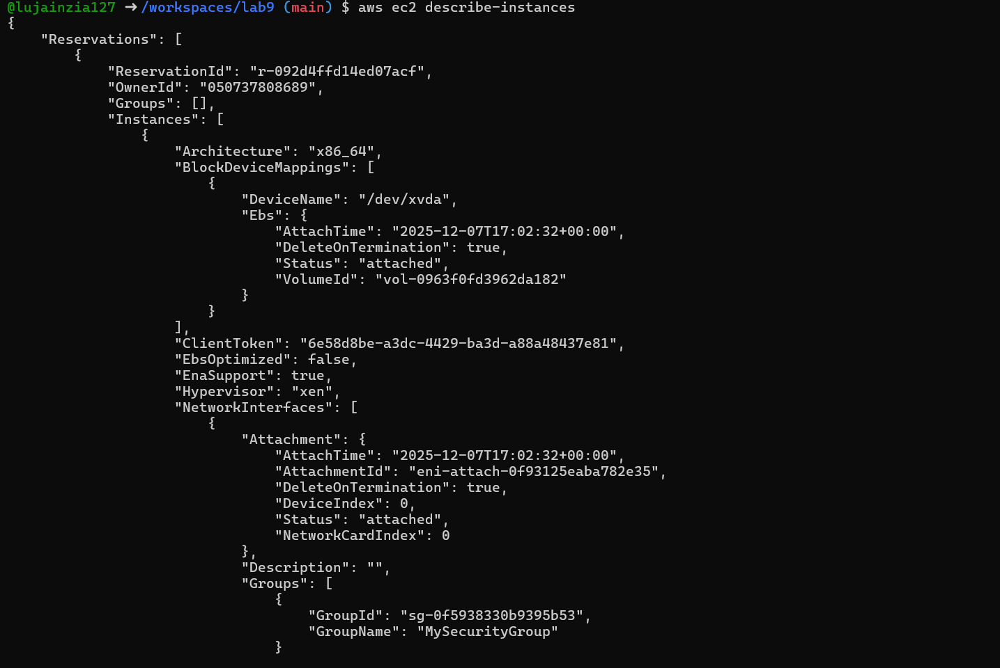 @lujainzia127 ➜ /workspaces/lab9 (main) $ aws ec2 describe-instances
{
    "Reservations": [
        {
            "ReservationId": "r-092d4ffd14ed07acf",
            "OwnerId": "050737808689",
            "Groups": [],
            "Instances": [
                {
                    "Architecture": "x86_64",
                    "BlockDeviceMappings": [
                        {
                            "DeviceName": "/dev/xvda",
                            "Ebs": {
                                "AttachTime": "2025-12-07T17:02:32+00:00",
                                "DeleteOnTermination": true,
                                "Status": "attached",
                                "VolumeId": "vol-0963f0fd3962da182"
                            }
                        }
                    ],
                    "ClientToken": "6e58d8be-a3dc-4429-ba3d-a88a48437e81",
                    "EbsOptimized": false,
                    "EnaSupport": true,
                    "Hypervisor": "xen",
                    "NetworkInterfaces": [
                        {
                            "Attachment": {
                                "AttachTime": "2025-12-07T17:02:32+00:00",
                                "AttachmentId": "eni-attach-0f93125eaba782e35",
                                "DeleteOnTermination": true,
                                "DeviceIndex": 0,
                                "Status": "attached",
                                "NetworkCardIndex": 0
                            },
                            "Description": "",
                            "Groups": [
                                {
                                    "GroupId": "sg-0f5938330b9395b53",
                                    "GroupName": "MySecurityGroup"
                                }